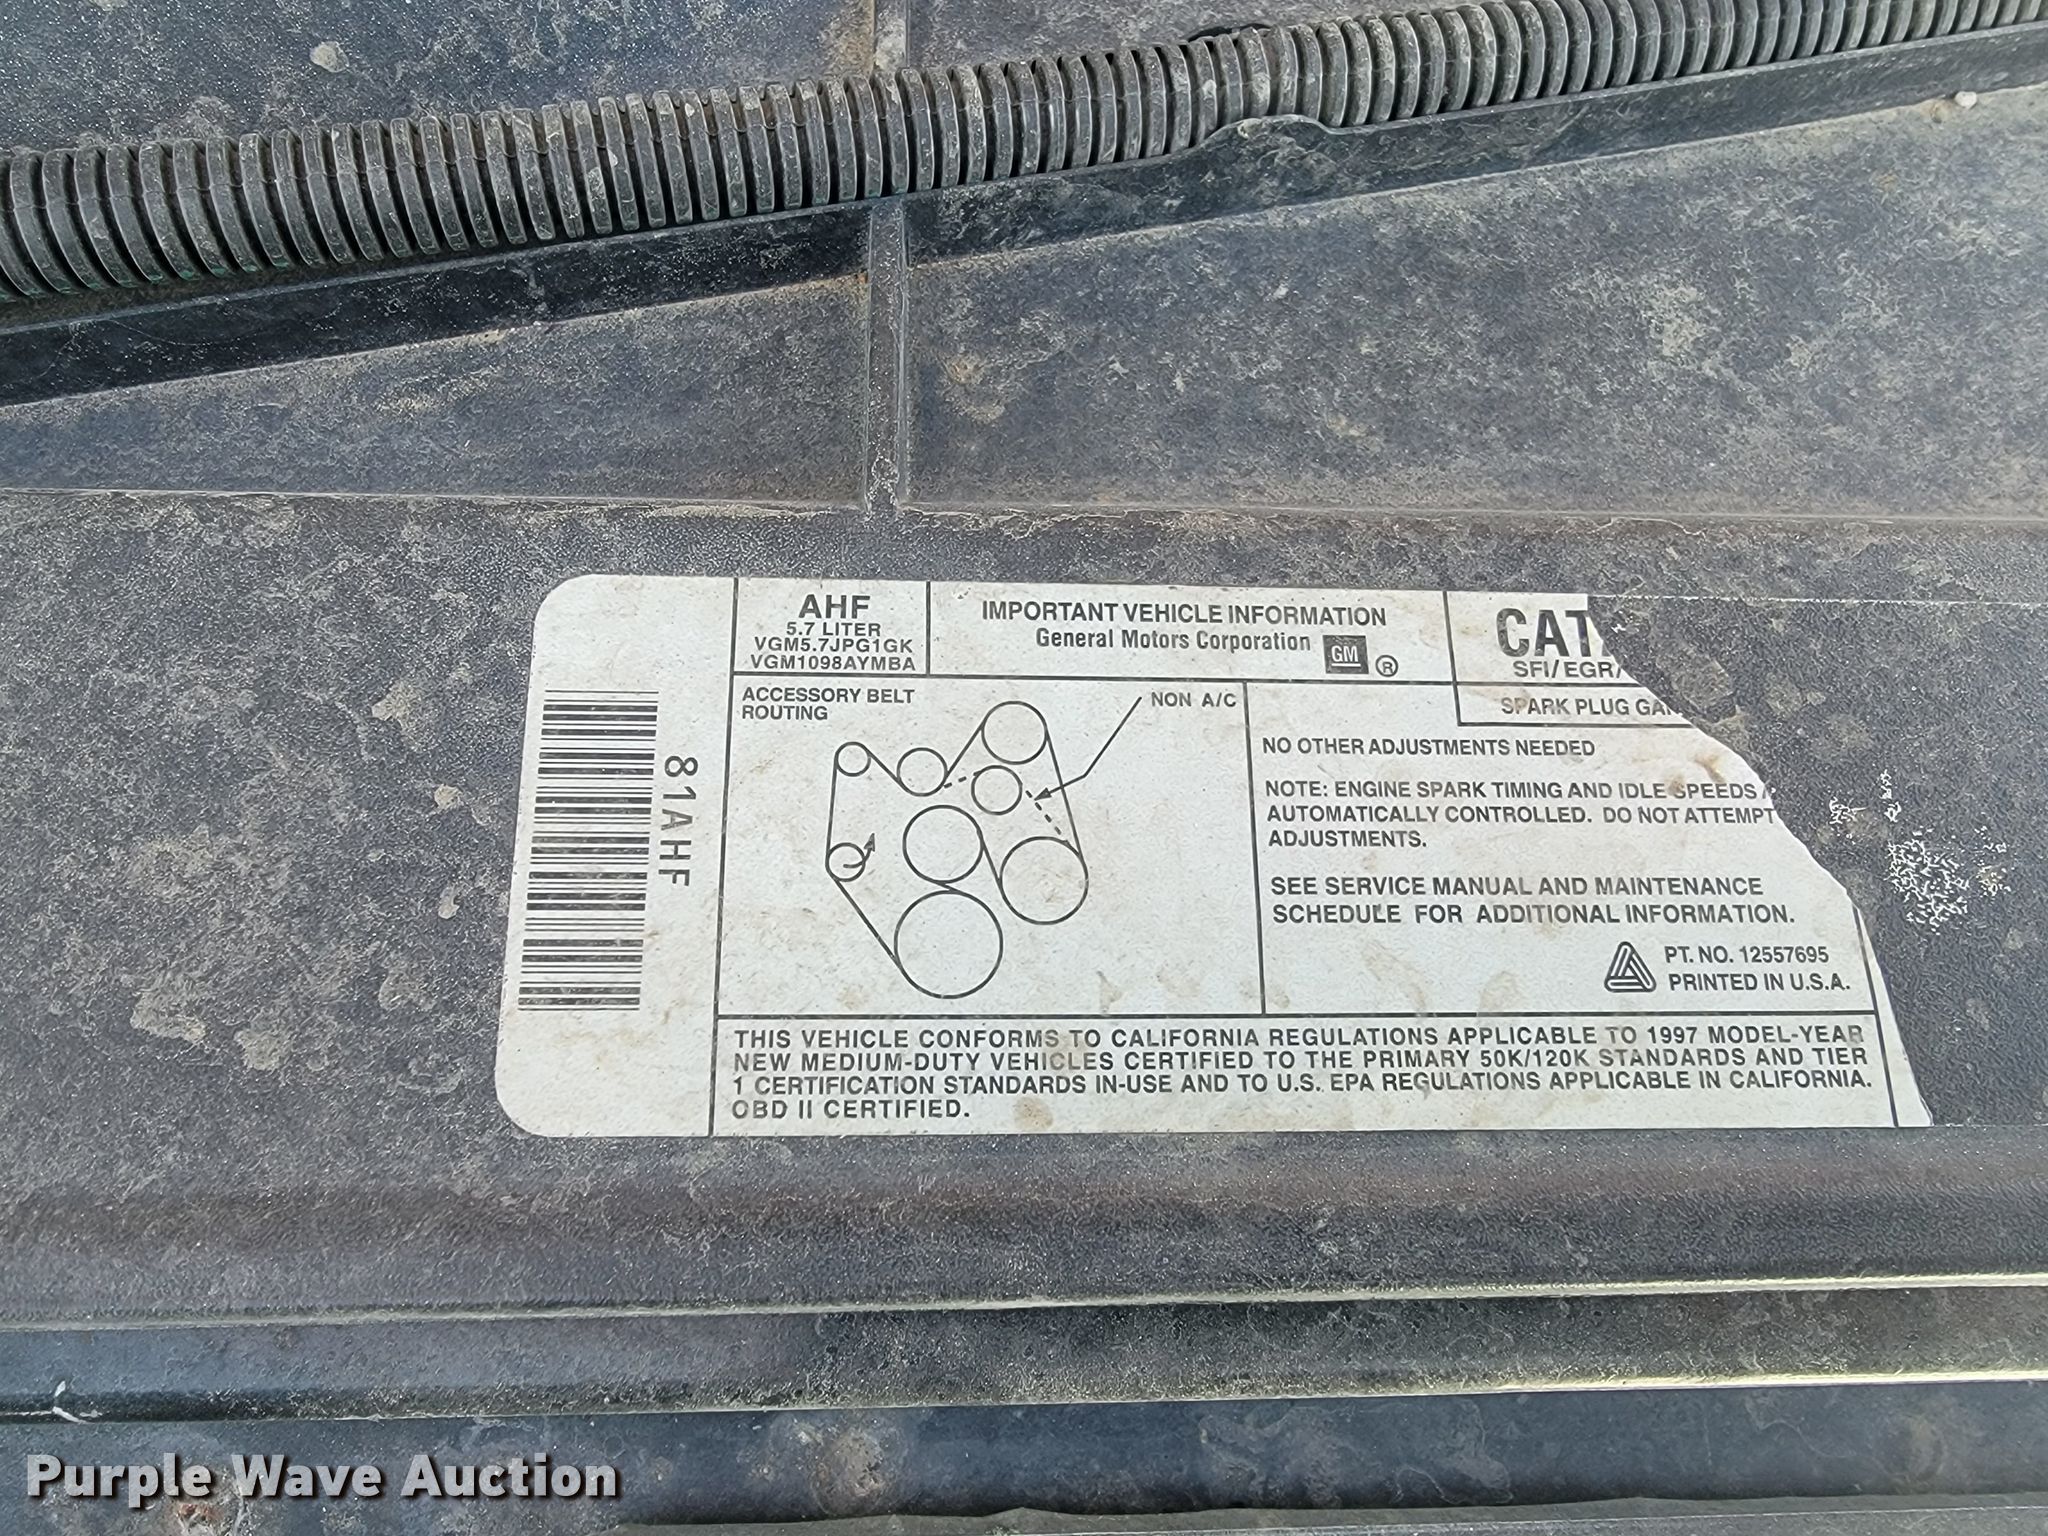 AHF
5.7 LITER
VGM5.7JPG1GK
VGM1098AYMBA
IMPORTANT VEHICLE INFORMATION
General Motors Corporation GM ®
CAT
SFI/EGR/
SPARK PLUG
ACCESSORY BELT
ROUTING
NON A/C
81AHF
NO OTHER ADJUSTMENTS NEEDED
NOTE: ENGINE SPARK TIMING AND IDLE SPEEDS
AUTOMATICALLY CONTROLLED. DO NOT ATTEMPT
ADJUSTMENTS.
SEE SERVICE MANUAL AND MAINTENANCE
SCHEDULE FOR ADDITIONAL INFORMATION.
PT. NO. 12557695
PRINTED IN U.S.A.
THIS VEHICLE CONFORMS TO CALIFORNIA REGULATIONS APPLICABLE TO 1997 MODEL-YEAR
NEW MEDIUM-DUTY VEHICLES CERTIFIED TO THE PRIMARY 50K/120K STANDARDS AND TIER
1 CERTIFICATION STANDARDS IN-USE AND TO U.S. EPA REGULATIONS APPLICABLE IN CALIFORNIA.
OBD II CERTIFIED.
Purple Wave Auction